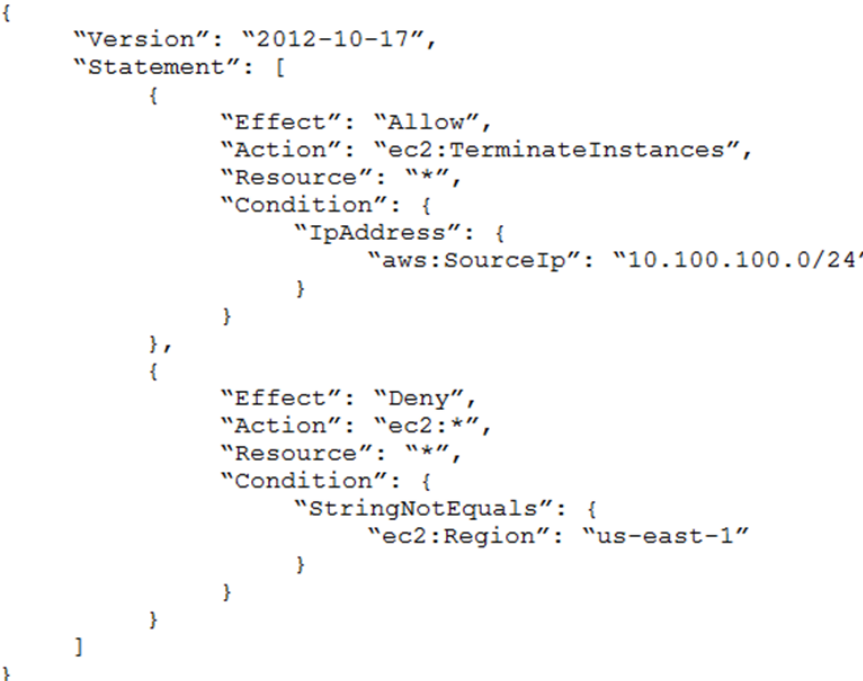 {
"Version": "2012-10-17",
"Statement": [
{
"Effect": "Allow",
"Action": "ec2:TerminateInstances",
"Resource": "*",
"Condition": {
"IpAddress": {
"aws:SourceIp": "10.100.100.0/24"
}
}
},
{
"Effect": "Deny",
"Action": "ec2:*",
"Resource": "*",
"Condition": {
"StringNotEquals": {
"ec2:Region": "us-east-1"
}
}
}
]
}